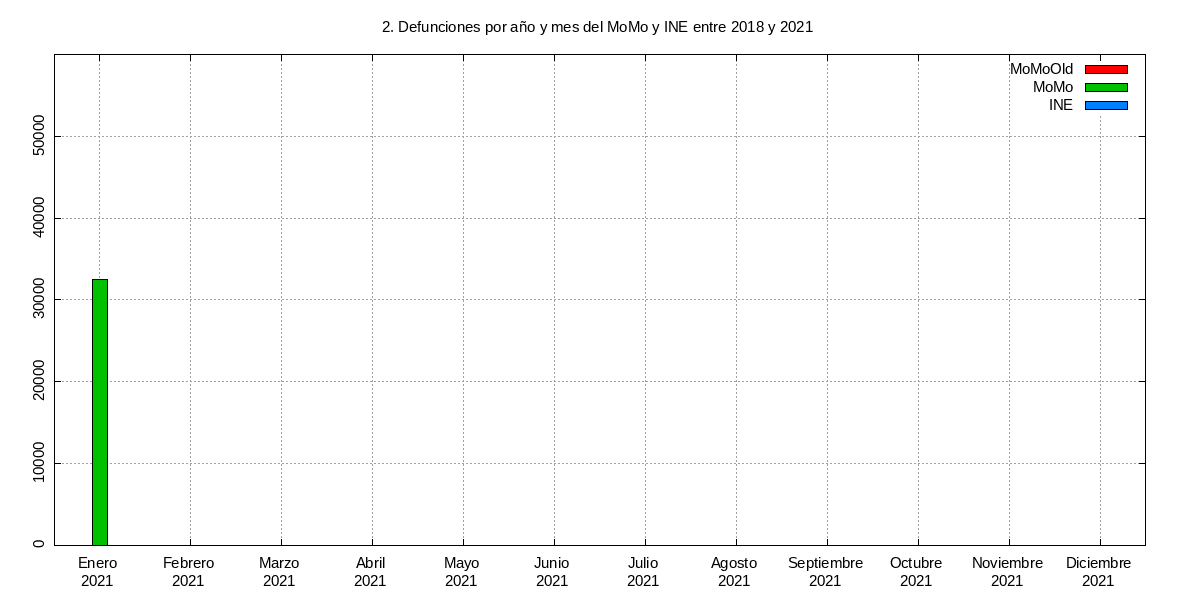 2. Defunciones por año y mes del MoMo y INE entre 2018 y 2021
MoMoOld
MoMo
INE
50000
40000
30000
20000
10000
0
Enero Febrero Marzo Abril Mayo Junio Julio Agosto Septiembre Octubre Noviembre Diciembre
2021 2021 2021 2021 2021 2021 2021 2021 2021 2021 2021 2021